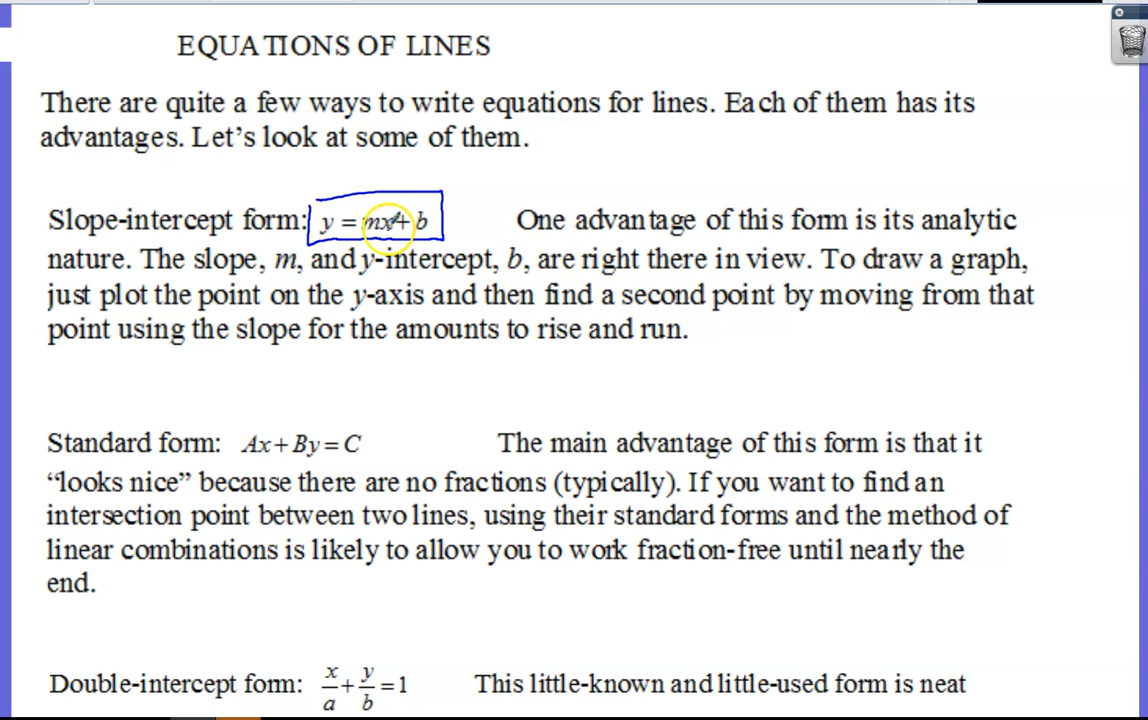 EQUATIONS OF LINES
There are quite a few ways to write equations for lines. Each of them has its
advantages. Let's look at some of them.
Slope-intercept form: y = mx + b One advantage of this form is its analytic
nature. The slope, m, and y-intercept, b, are right there in view. To draw a graph,
just plot the point on the y-axis and then find a second point by moving from that
point using the slope for the amounts to rise and run.
Standard form: Ax + By = C The main advantage of this form is that it
“looks nice” because there are no fractions (typically). If you want to find an
intersection point between two lines, using their standard forms and the method of
linear combinations is likely to allow you to work fraction-free until nearly the
end.
Double-intercept form: x/a + y/b = 1 This little-known and little-used form is neat